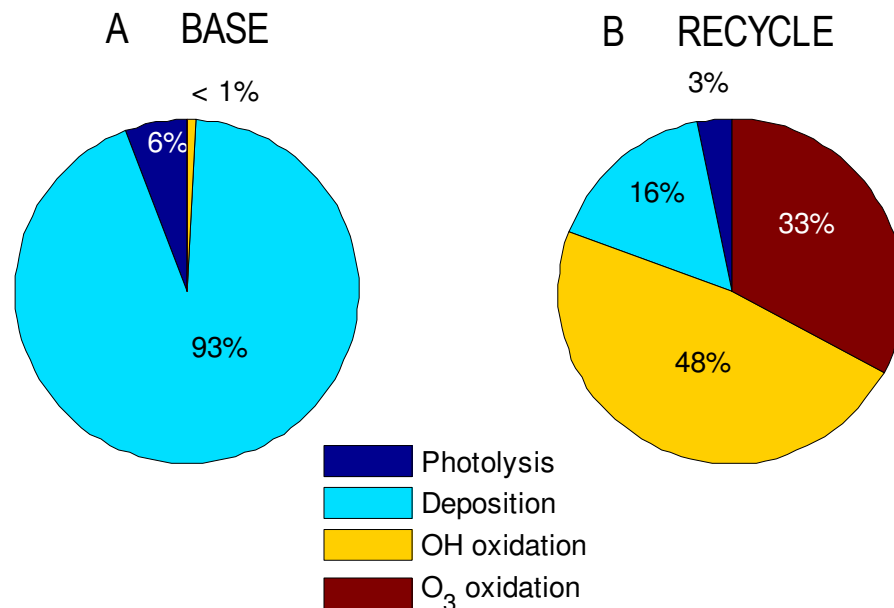 A BASE
< 1%
6%
93%
B RECYCLE
3%
16%
33%
48%
Photolysis
Deposition
OH oxidation
O3 oxidation